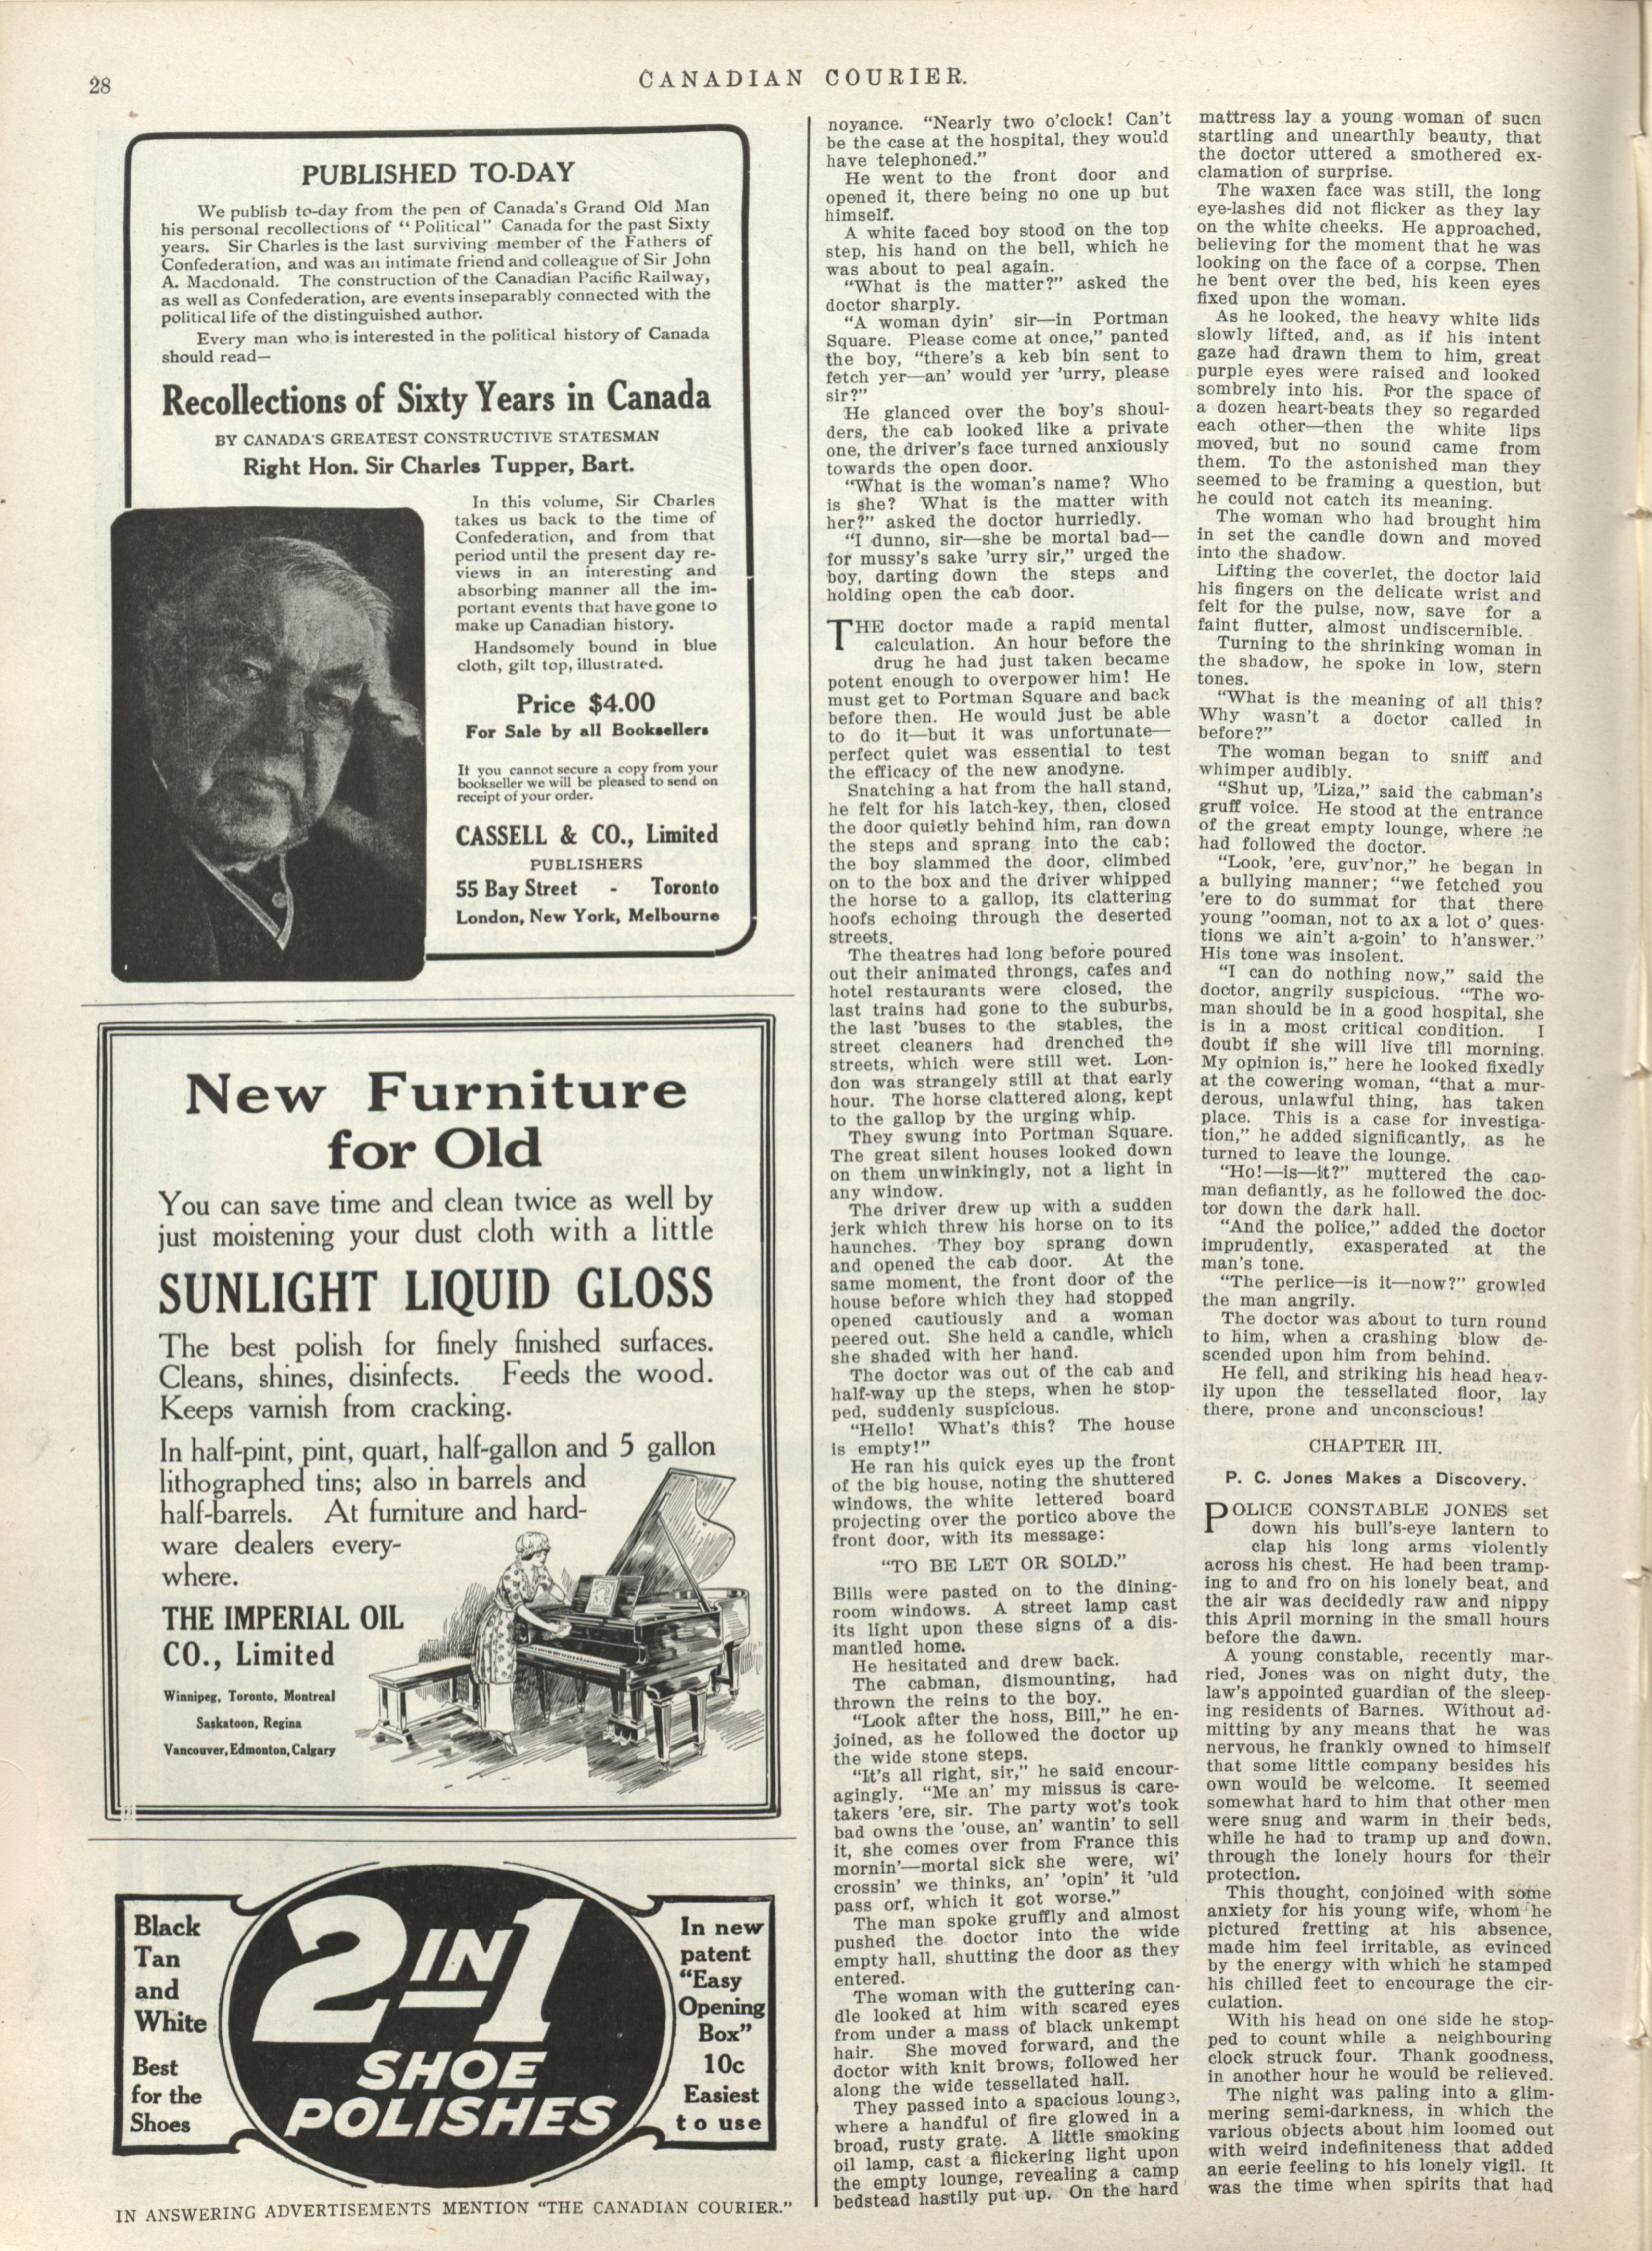 28
CANADIAN COURIER.
PUBLISHED TO-DAY
We publish to-day from the pen of Canada's Grand Old Man
his personal recollections of "Political" Canada for the past Sixty
years. Sir Charles is the last surviving member of the Fathers of
Confederation, and was an intimate friend and colleague of Sir John
A. Macdonald. The construction of the Canadian Pacific Railway,
as well as Confederation, are events inseparably connected with the
political life of the distinguished author.
Every man who is interested in the political history of Canada
should read—
Recollections of Sixty Years in Canada
BY CANADA'S GREATEST CONSTRUCTIVE STATESMAN
Right Hon. Sir Charles Tupper, Bart.
In this volume, Sir Charles
takes us back to the time of
Confederation, and from that
period until the present day re-
views in an interesting and
absorbing manner all the im-
portant events that have gone to
make up Canadian history.
Handsomely bound in blue
cloth, gilt top, illustrated.
Price $4.00
For Sale by all Booksellers
If you cannot secure a copy from your
bookseller we will be pleased to send on
receipt of your order.
CASSELL & CO., Limited
PUBLISHERS
55 Bay Street - Toronto
London, New York, Melbourne
New Furniture
for Old
You can save time and clean twice as well by
just moistening your dust cloth with a little
SUNLIGHT LIQUID GLOSS
The best polish for finely finished surfaces.
Cleans, shines, disinfects. Feeds the wood.
Keeps varnish from cracking.
In half-pint, pint, quart, half-gallon and 5 gallon
lithographed tins; also in barrels and
half-barrels. At furniture and hard-
ware dealers every-
where.
THE IMPERIAL OIL
CO., Limited
Winnipeg, Toronto, Montreal
Saskatoon, Regina
Vancouver, Edmonton, Calgary
Black
Tan
and
White
Best
for the
Shoes
2 IN 1
SHOE
POLISHES
In new
patent
"Easy
Opening
Box"
10c
Easiest
to use
IN ANSWERING ADVERTISEMENTS MENTION "THE CANADIAN COURIER."
noyance. "Nearly two o'clock! Can't
be the case at the hospital, they would
have telephoned."
He went to the front door and
opened it, there being no one up but
himself.
A white faced boy stood on the top
step, his hand on the bell, which he
was about to peal again.
"What is the matter?" asked the
doctor sharply.
"A woman dyin' sir—in Portman
Square. Please come at once," panted
the boy, "there's a keb bin sent to
fetch yer—an' would yer 'urry, please
sir?"
He glanced over the boy's shoul-
ders, the cab looked like a private
one, the driver's face turned anxiously
towards the open door.
"What is the woman's name? Who
is she? What is the matter with
her?" asked the doctor hurriedly.
"I dunno, sir—she be mortal bad—
for mussy's sake 'urry sir," urged the
boy, darting down the steps and
holding open the cab door.
THE doctor made a rapid mental
calculation. An hour before the
drug he had just taken became
potent enough to overpower him! He
must get to Portman Square and back
before then. He would just be able
to do it—but it was unfortunate—
perfect quiet was essential to test
the efficacy of the new anodyne.
Snatching a hat from the hall stand,
he felt for his latch-key, then, closed
the door quietly behind him, ran down
the steps and sprang into the cab;
the boy slammed the door, climbed
on to the box and the driver whipped
the horse to a gallop, its clattering
hoofs echoing through the deserted
streets.
The theatres had long before poured
out their animated throngs, cafes and
hotel restaurants were closed, the
last trains had gone to the suburbs,
the last 'buses to the stables, the
street cleaners had drenched the
streets, which were still wet. Lon-
don was strangely still at that early
hour. The horse clattered along, kept
to the gallop by the urging whip.
They swung into Portman Square.
The great silent houses looked down
on them unwinkingly, not a light in
any window.
The driver drew up with a sudden
jerk which threw his horse on to its
haunches. They boy sprang down
and opened the cab door. At the
same moment, the front door of the
house before which they had stopped
opened cautiously and a woman
peered out. She held a candle, which
she shaded with her hand.
The doctor was out of the cab and
half-way up the steps, when he stop-
ped, suddenly suspicious.
"Hello! What's this? The house
is empty!"
He ran his quick eyes up the front
of the big house, noting the shuttered
windows, the white lettered board
projecting over the portico above the
front door, with its message:
"TO BE LET OR SOLD."
Bills were pasted on to the dining-
room windows. A street lamp cast
its light upon these signs of a dis-
mantled home.
He hesitated and drew back.
The cabman, dismounting, had
thrown the reins to the boy.
"Look after the hoss, Bill," he en-
joined, as he followed the doctor up
the wide stone steps.
"It's all right, sir," he said encour-
agingly. "Me an' my missus is care-
takers 'ere, sir. The party wot's took
bad owns the 'ouse, an' wantin' to sell
it, she comes over from France this
mornin'—mortal sick she were, wi'
crossin' we thinks, an' 'opin' it 'uld
pass orf, which it got worse."
The man spoke gruffly and almost
pushed the doctor into the wide
empty hall, shutting the door as they
entered.
The woman with the guttering can-
dle looked at him with scared eyes
from under a mass of black unkempt
hair. She moved forward, and the
doctor with knit brows, followed her
along the wide tessellated hall.
They passed into a spacious lounge,
where a handful of fire glowed in a
broad, rusty grate. A little smoking
oil lamp, cast a flickering light upon
the empty lounge, revealing a camp
bedstead hastily put up. On the hard
mattress lay a young woman of such
startling and unearthly beauty, that
the doctor uttered a smothered ex-
clamation of surprise.
The waxen face was still, the long
eye-lashes did not flicker as they lay
on the white cheeks. He approached,
believing for the moment that he was
looking on the face of a corpse. Then
he bent over the bed, his keen eyes
fixed upon the woman.
As he looked, the heavy white lids
slowly lifted, and, as if his intent
gaze had drawn them to him, great
purple eyes were raised and looked
sombrely into his. For the space of
a dozen heart-beats they so regarded
each other—then the white lips
moved, but no sound came from
them. To the astonished man they
seemed to be framing a question, but
he could not catch its meaning.
The woman who had brought him
in set the candle down and moved
into the shadow.
Lifting the coverlet, the doctor laid
his fingers on the delicate wrist and
felt for the pulse, now, save for a
faint flutter, almost undiscernible.
Turning to the shrinking woman in
the shadow, he spoke in low, stern
tones.
"What is the meaning of all this?
Why wasn't a doctor called in
before?"
The woman began to sniff and
whimper audibly.
"Shut up, 'Liza," said the cabman's
gruff voice. He stood at the entrance
of the great empty lounge, where he
had followed the doctor.
"Look, 'ere, guv'nor," he began in
a bullying manner; "we fetched you
'ere to do summat for that there
young "ooman, not to ax a lot o' ques-
tions we ain't a-goin' to h'answer."
His tone was insolent.
"I can do nothing now," said the
doctor, angrily suspicious. "The wo-
man should be in a good hospital, she
is in a most critical condition. I
doubt if she will live till morning.
My opinion is," here he looked fixedly
at the cowering woman, "that a mur-
derous, unlawful thing, has taken
place. This is a case for investiga-
tion," he added significantly, as he
turned to leave the lounge.
"Ho!—is—it?" muttered the cab-
man defiantly, as he followed the doc-
tor down the dark hall.
"And the police," added the doctor
imprudently, exasperated at the
man's tone.
"The perlice—is it—now?" growled
the man angrily.
The doctor was about to turn round
to him, when a crashing blow de-
scended upon him from behind.
He fell, and striking his head heav-
ily upon the tessellated floor, lay
there, prone and unconscious!
CHAPTER III.
P. C. Jones Makes a Discovery.
POLICE CONSTABLE JONES set
down his bull's-eye lantern to
clap his long arms violently
across his chest. He had been tramp-
ing to and fro on his lonely beat, and
the air was decidedly raw and nippy
this April morning in the small hours
before the dawn.
A young constable, recently mar-
ried, Jones was on night duty, the
law's appointed guardian of the sleep-
ing residents of Barnes. Without ad-
mitting by any means that he was
nervous, he frankly owned to himself
that some little company besides his
own would be welcome. It seemed
somewhat hard to him that other men
were snug and warm in their beds,
while he had to tramp up and down,
through the lonely hours for their
protection.
This thought, conjoined with some
anxiety for his young wife, whom he
pictured fretting at his absence,
made him feel irritable, as evinced
by the energy with which he stamped
his chilled feet to encourage the cir-
culation.
With his head on one side he stop-
ped to count while a neighbouring
clock struck four. Thank goodness,
in another hour he would be relieved.
The night was paling into a glim-
mering semi-darkness, in which the
various objects about him loomed out
with weird indefiniteness that added
an eerie feeling to his lonely vigil. It
was the time when spirits that had